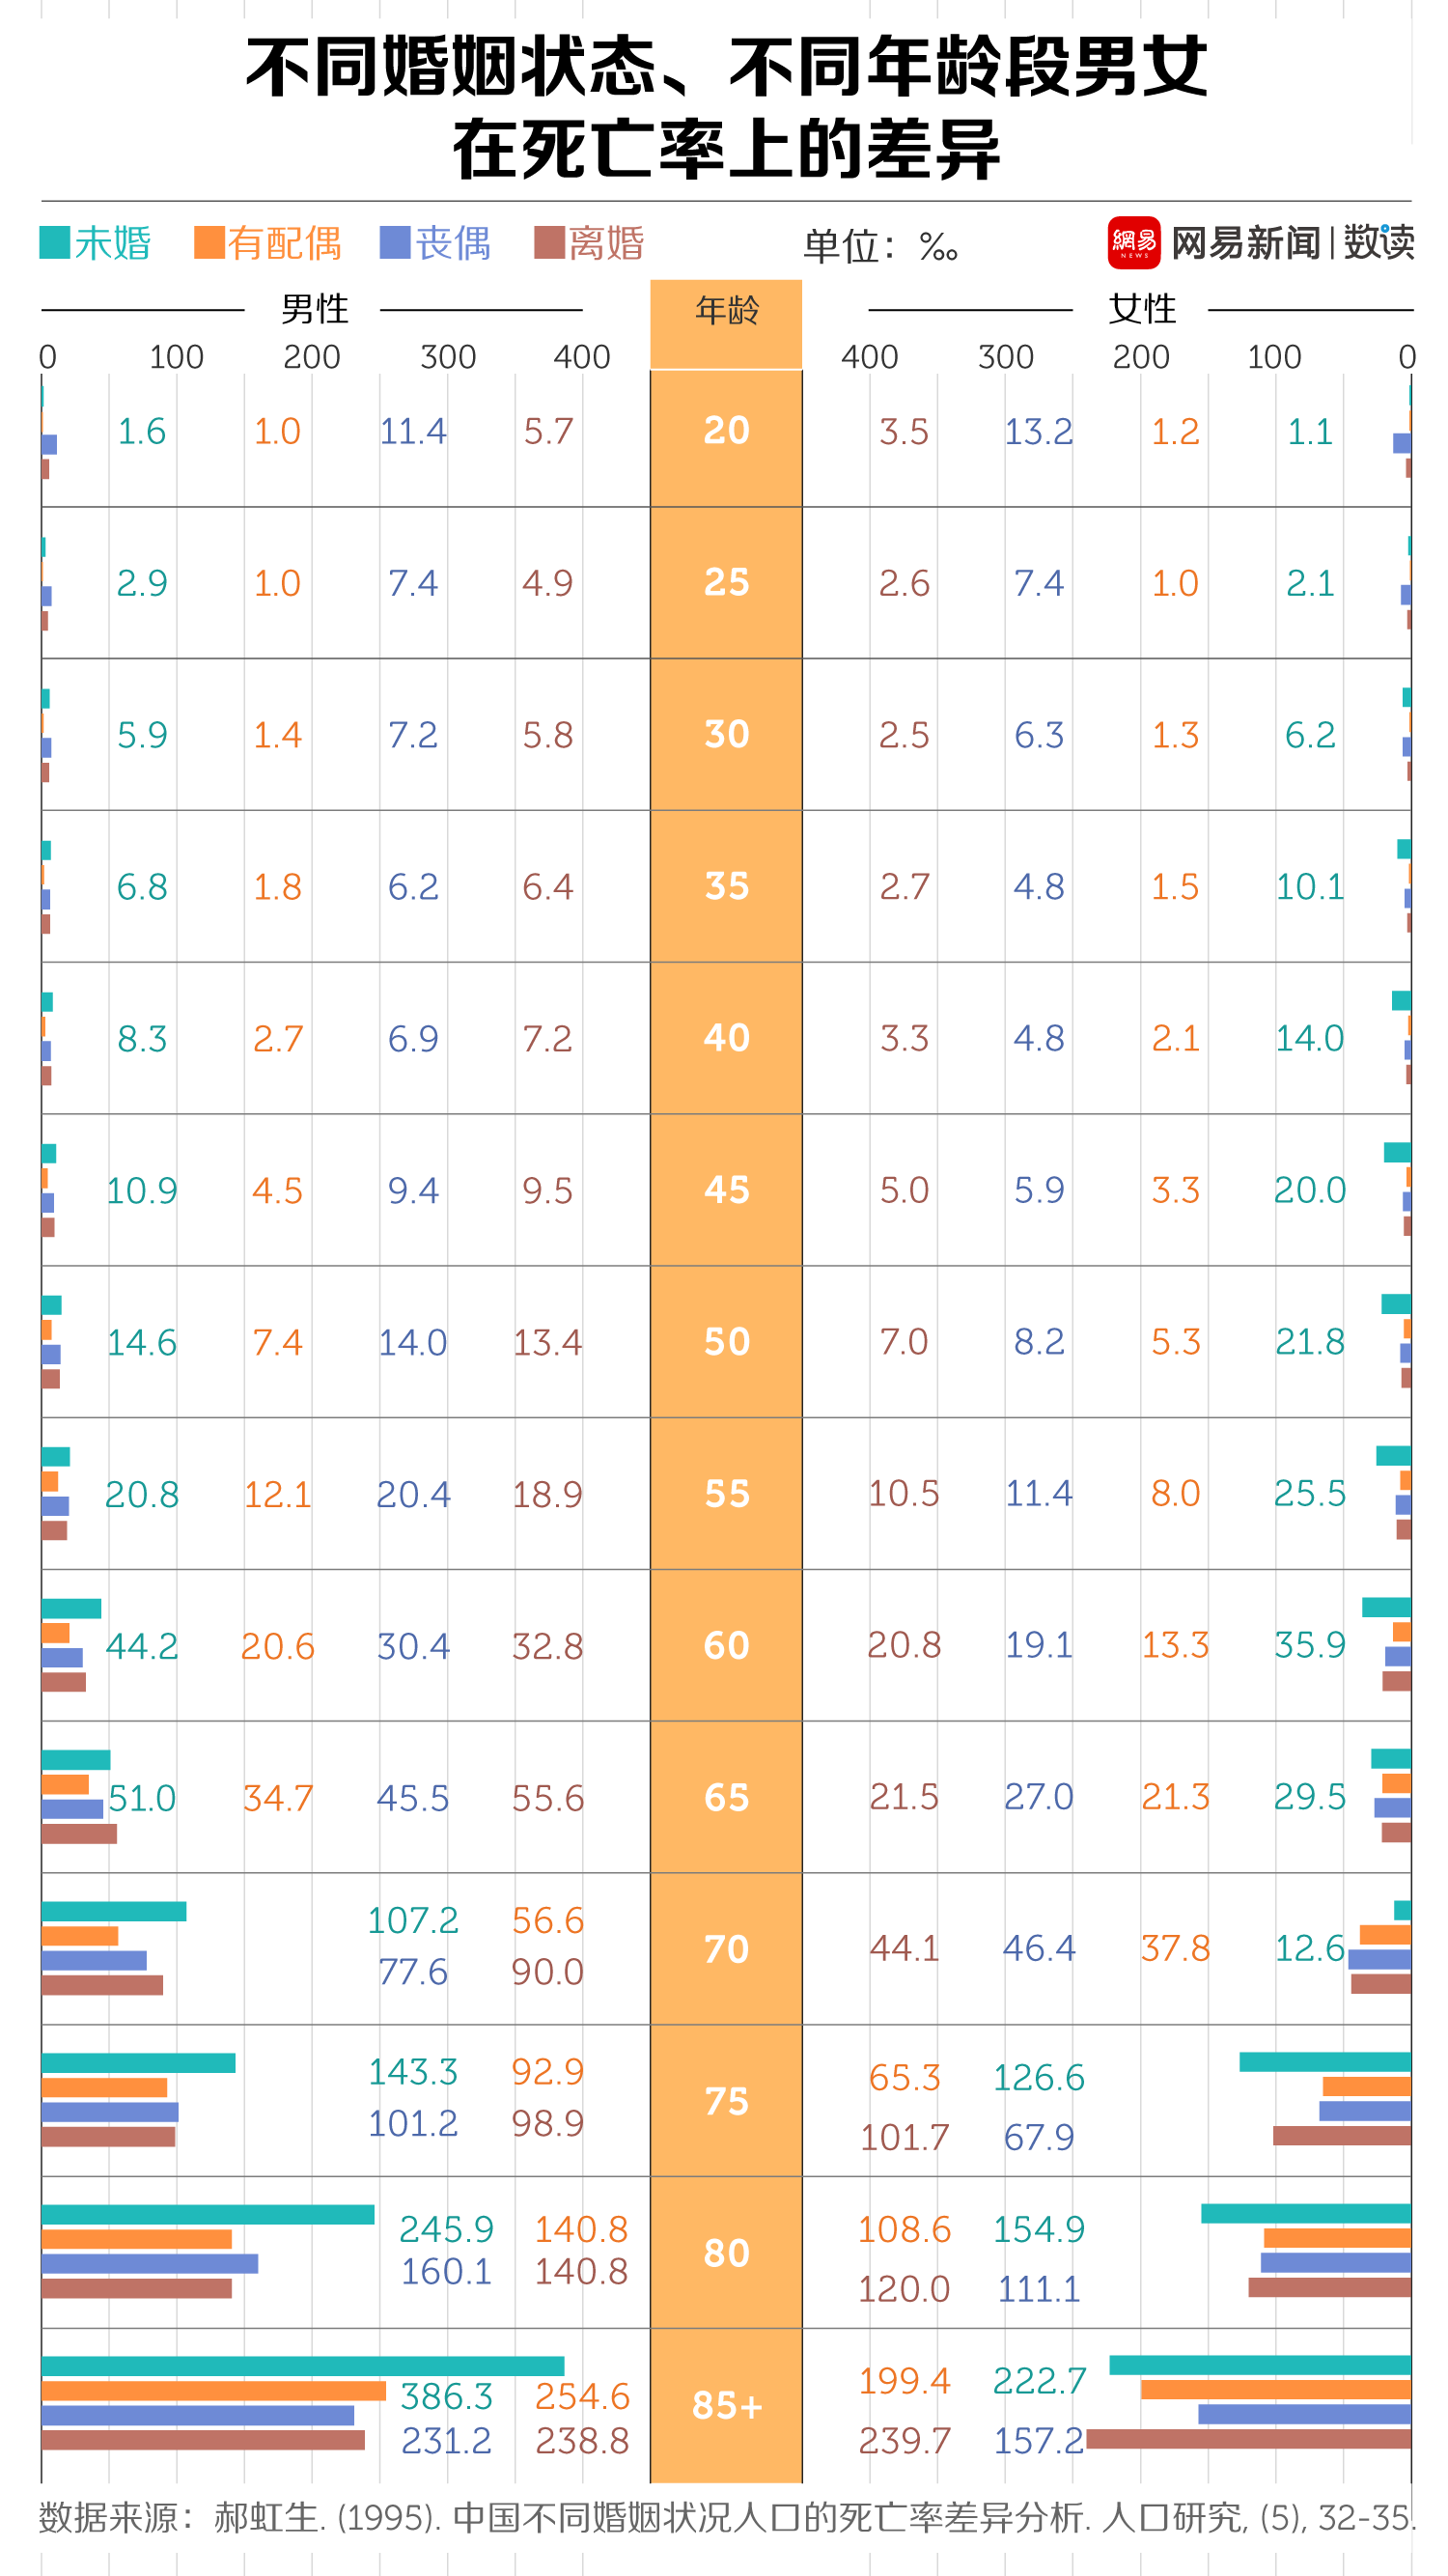 不同婚姻状态、不同年龄段男女
在死亡率上的差异
未婚 有配偶 丧偶 离婚 单位：‰ 網易 NEWS 网易新闻 | 数读
男性 年龄 女性
0 100 200 300 400 400 300 200 100 0
1.6 1.0 11.4 5.7 20 3.5 13.2 1.2 1.1
2.9 1.0 7.4 4.9 25 2.6 7.4 1.0 2.1
5.9 1.4 7.2 5.8 30 2.5 6.3 1.3 6.2
6.8 1.8 6.2 6.4 35 2.7 4.8 1.5 10.1
8.3 2.7 6.9 7.2 40 3.3 4.8 2.1 14.0
10.9 4.5 9.4 9.5 45 5.0 5.9 3.3 20.0
14.6 7.4 14.0 13.4 50 7.0 8.2 5.3 21.8
20.8 12.1 20.4 18.9 55 10.5 11.4 8.0 25.5
44.2 20.6 30.4 32.8 60 20.8 19.1 13.3 35.9
51.0 34.7 45.5 55.6 65 21.5 27.0 21.3 29.5
107.2 56.6
77.6 90.0 70 44.1 46.4 37.8 12.6
143.3 92.9 75 65.3 126.6
101.2 98.9 101.7 67.9
245.9 140.8 80 108.6 154.9
160.1 140.8 120.0 111.1
386.3 254.6 85+ 199.4 222.7
231.2 238.8 239.7 157.2
数据来源：郝虹生. (1995). 中国不同婚姻状况人口的死亡率差异分析. 人口研究, (5), 32-35.